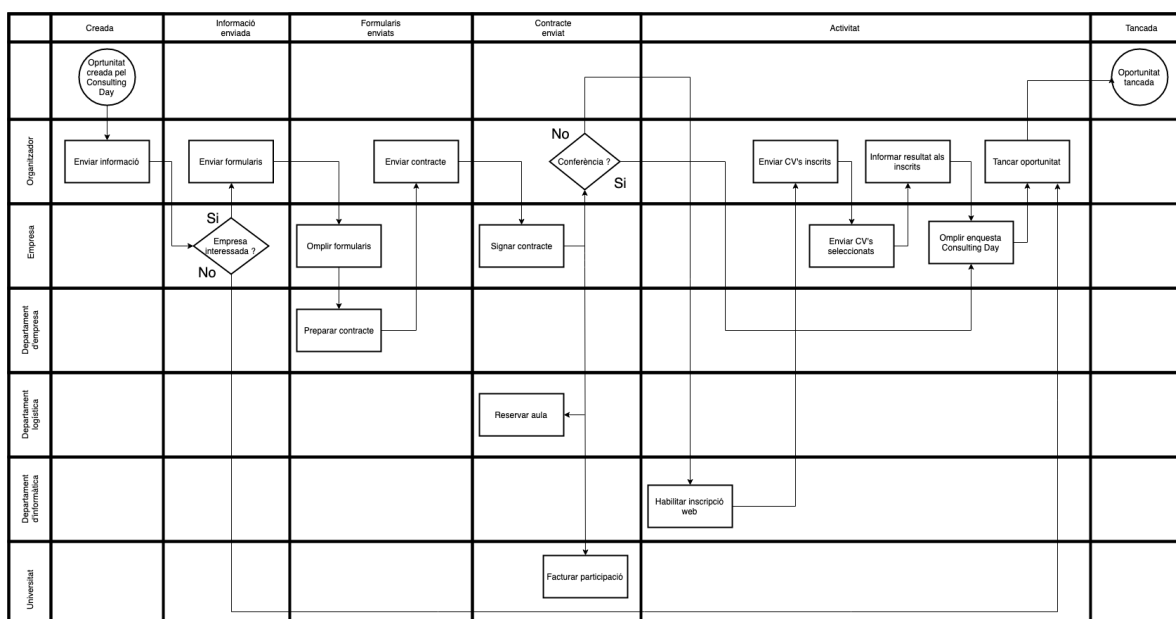 Creada
Informació
enviada
Formularis
enviats
Contracte
enviat
Activitat
Tancada
Oprtunitat
creada pel
Consulting
Day
Oportunitat
tancada
Organitzador
Enviar informació
Enviar formularis
Enviar contracte
No
Conferència ?
Si
Enviar CV's inscrits
Informar resultat als
inscrits
Tancar oportunitat
Empresa
Si
Empresa
interessada ?
No
Omplir formularis
Signar contracte
Enviar CV's
seleccionats
Omplir enquesta
Consulting Day
Departament
d'empresa
Preparar contracte
Departament
logística
Reservar aula
Departament
d'informàtica
Habilitar inscripció
web
Universitat
Facturar participació